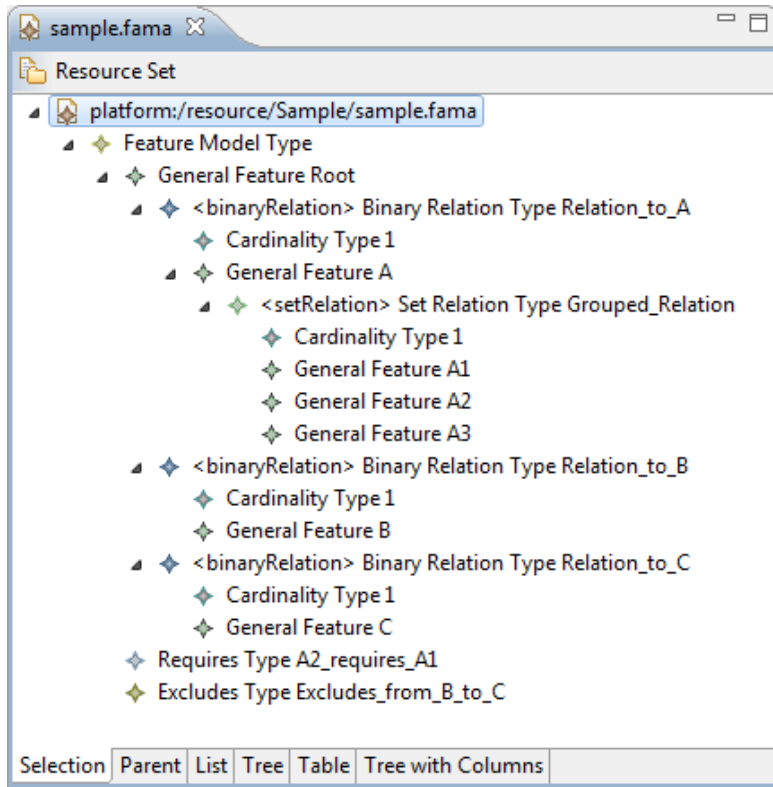 sample.fama
Resource Set
platform:/resource/Sample/sample.fama
Feature Model Type
General Feature Root
<binaryRelation> Binary Relation Type Relation_to_A
Cardinality Type 1
General Feature A
<setRelation> Set Relation Type Grouped_Relation
Cardinality Type 1
General Feature A1
General Feature A2
General Feature A3
<binaryRelation> Binary Relation Type Relation_to_B
Cardinality Type 1
General Feature B
<binaryRelation> Binary Relation Type Relation_to_C
Cardinality Type 1
General Feature C
Requires Type A2_requires_A1
Excludes Type Excludes_from_B_to_C
Selection Parent List Tree Table Tree with Columns